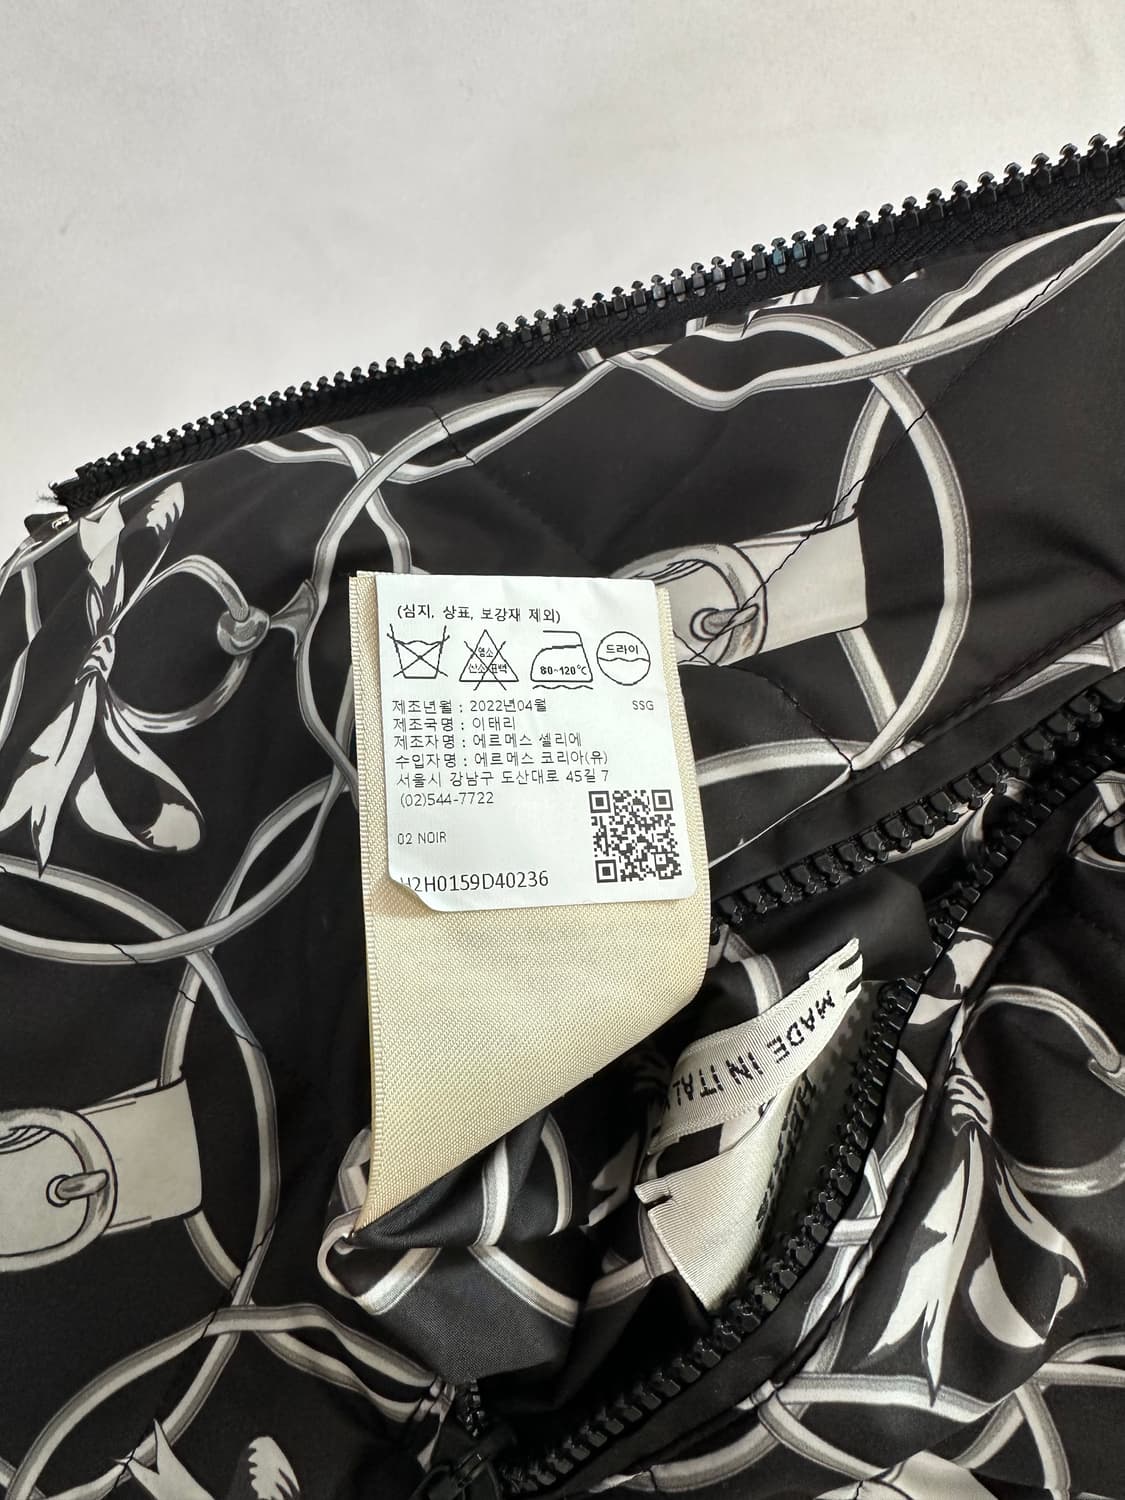 (심지, 상표, 보강재 제외)
염소
산소 표백
80~120℃
드라이
제조년월 : 2022년04월 SSG
제조국명 : 이태리
제조자명 : 에르메스 셀리에
수입자명 : 에르메스 코리아(유)
서울시 강남구 도산대로 45길 7
(02)544-7722
02 NOIR
H2H0159D40236
MADE IN ITAL